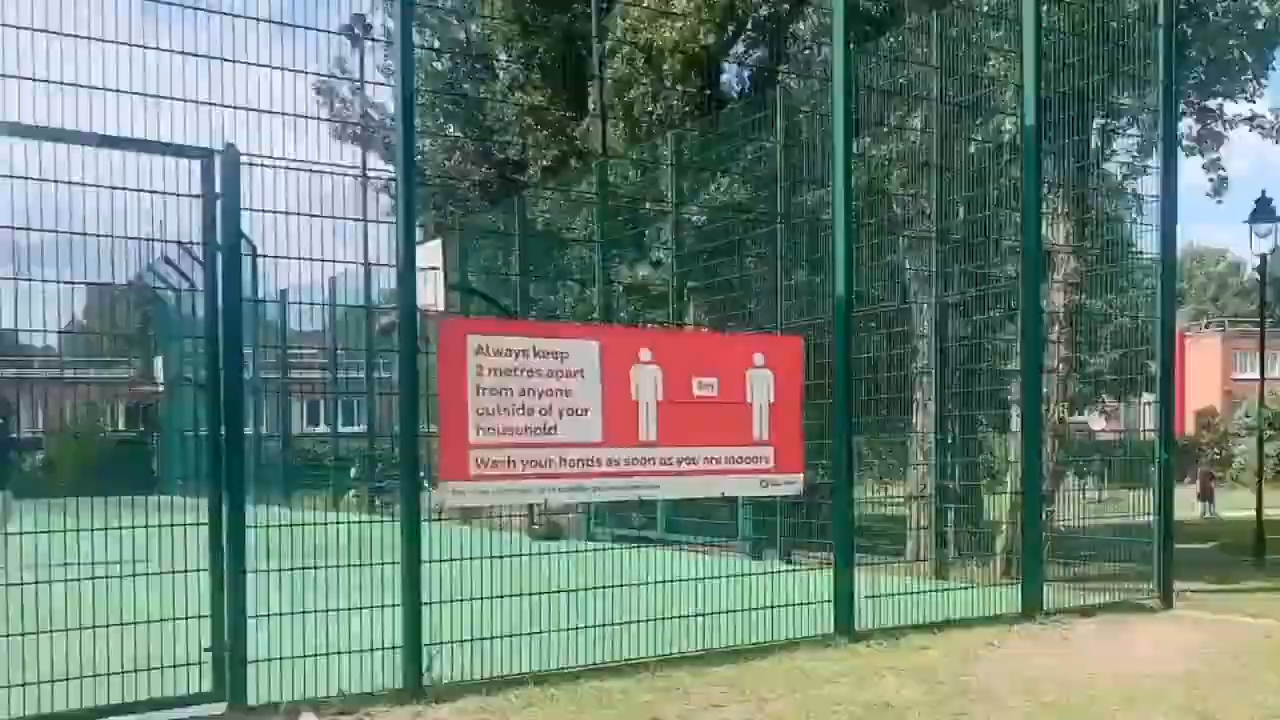 Always keep
2 metres apart
from anyone
outside of your
household
2m
Wash your hands as soon as you are indoors